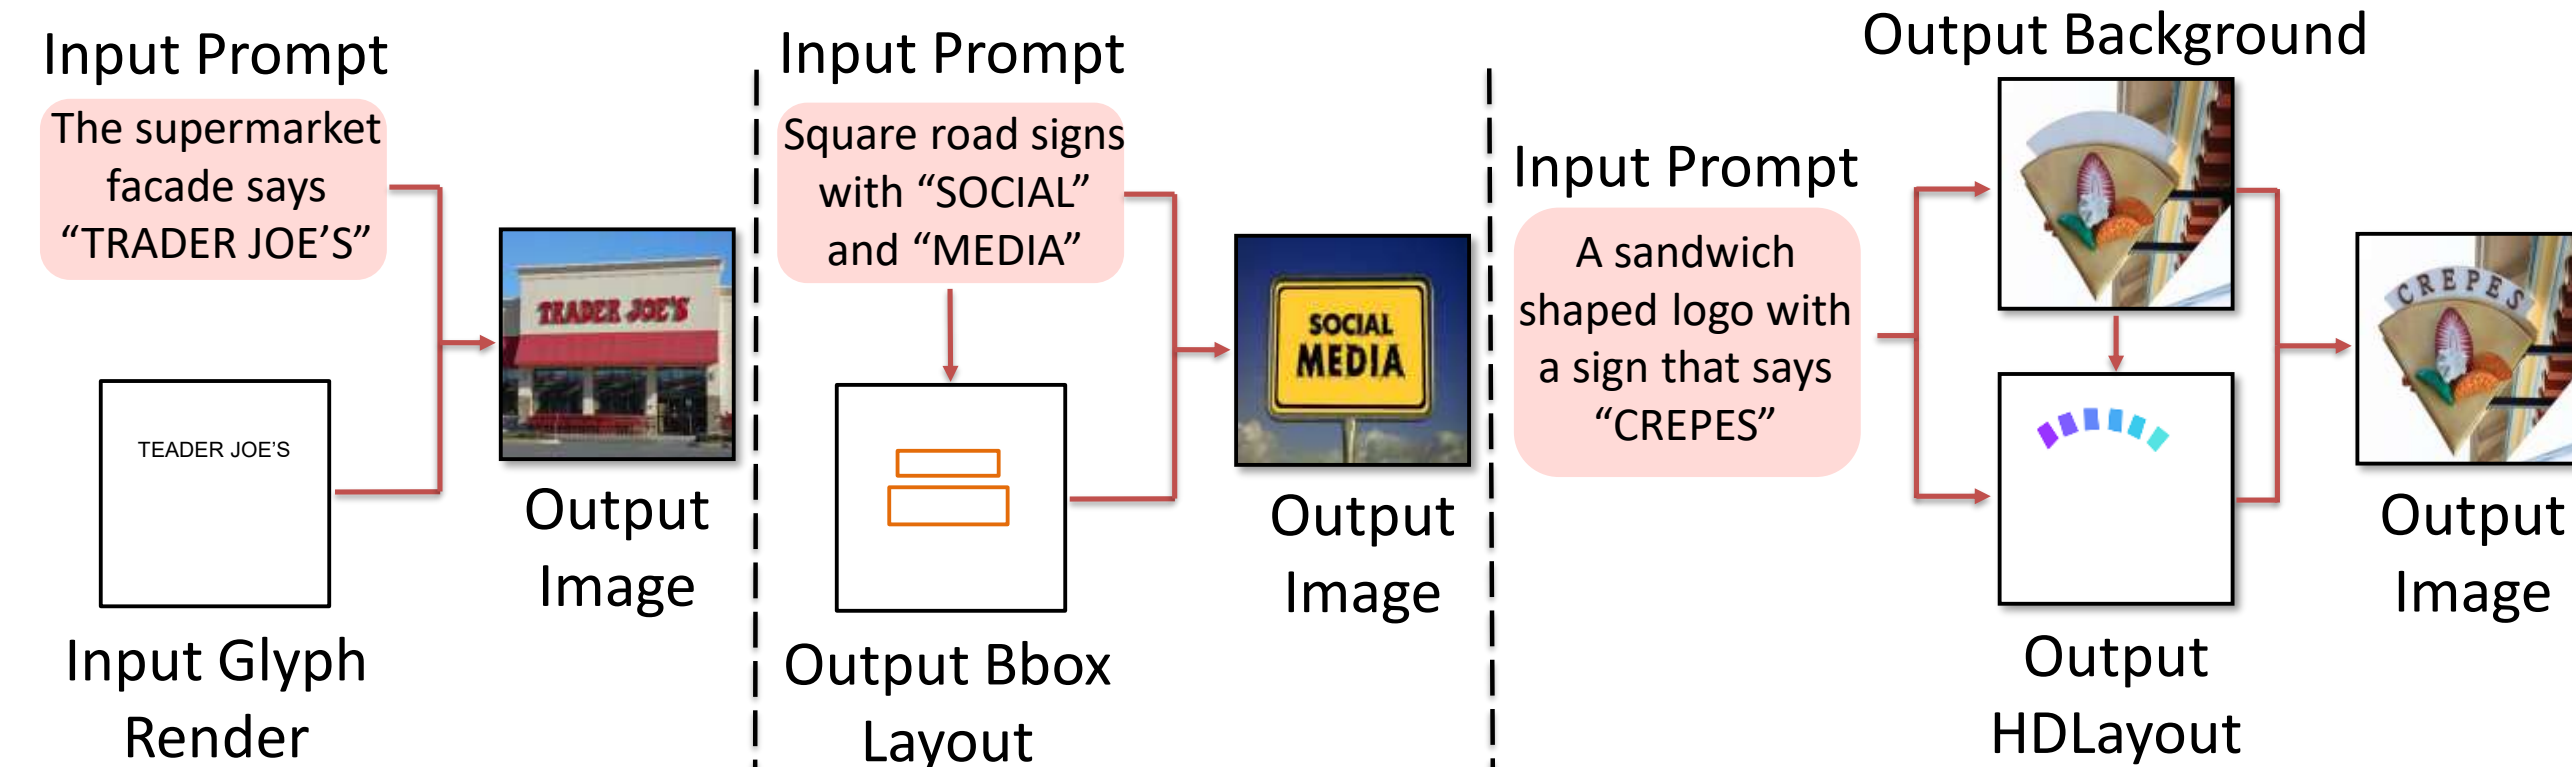 Input Prompt
The supermarket
facade says
“TRADER JOE’S”
TEADER JOE’S
Input Glyph
Render
TRADER JOE'S
Output
Image
Input Prompt
Square road signs
with “SOCIAL”
and “MEDIA”
Output Bbox
Layout
SOCIAL
MEDIA
Output
Image
Input Prompt
A sandwich
shaped logo with
a sign that says
“CREPES”
Output Background
Output
HDLayout
CREPES
Output
Image